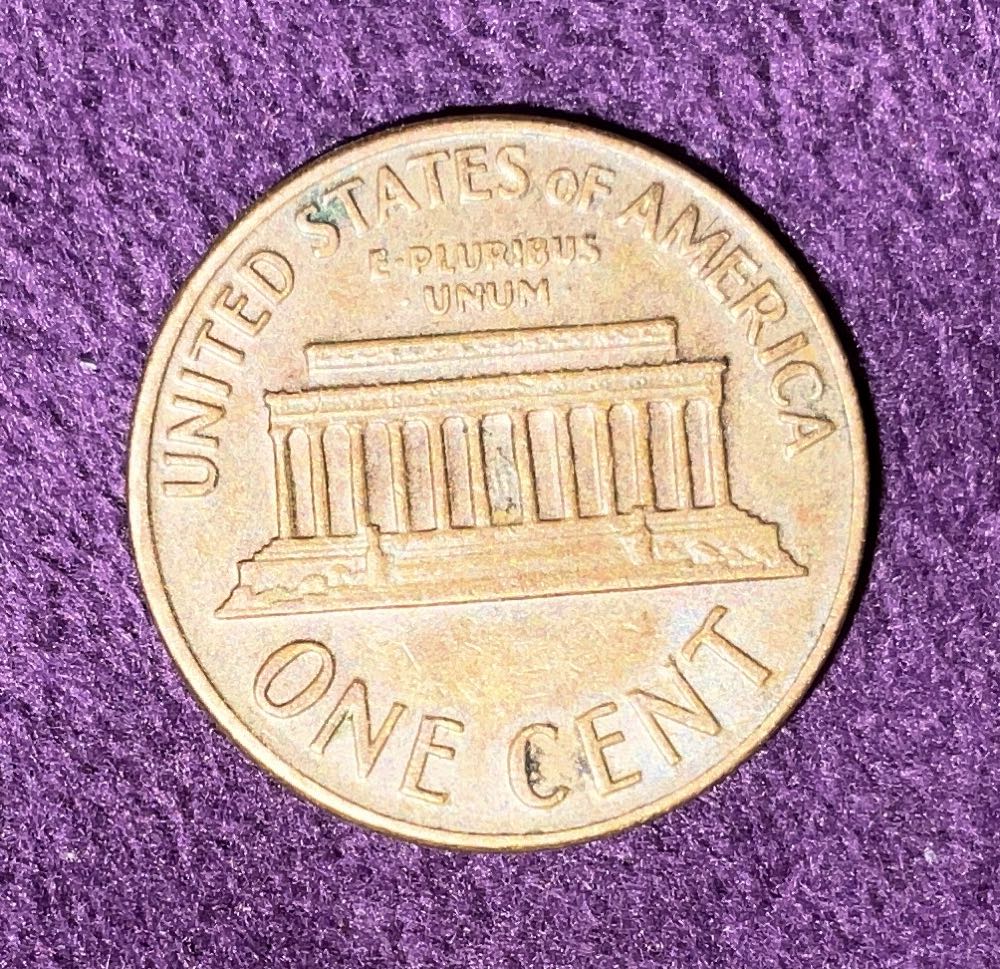 UNITED STATES OF AMERICA
E·PLURIBUS
UNUM
ONE CENT